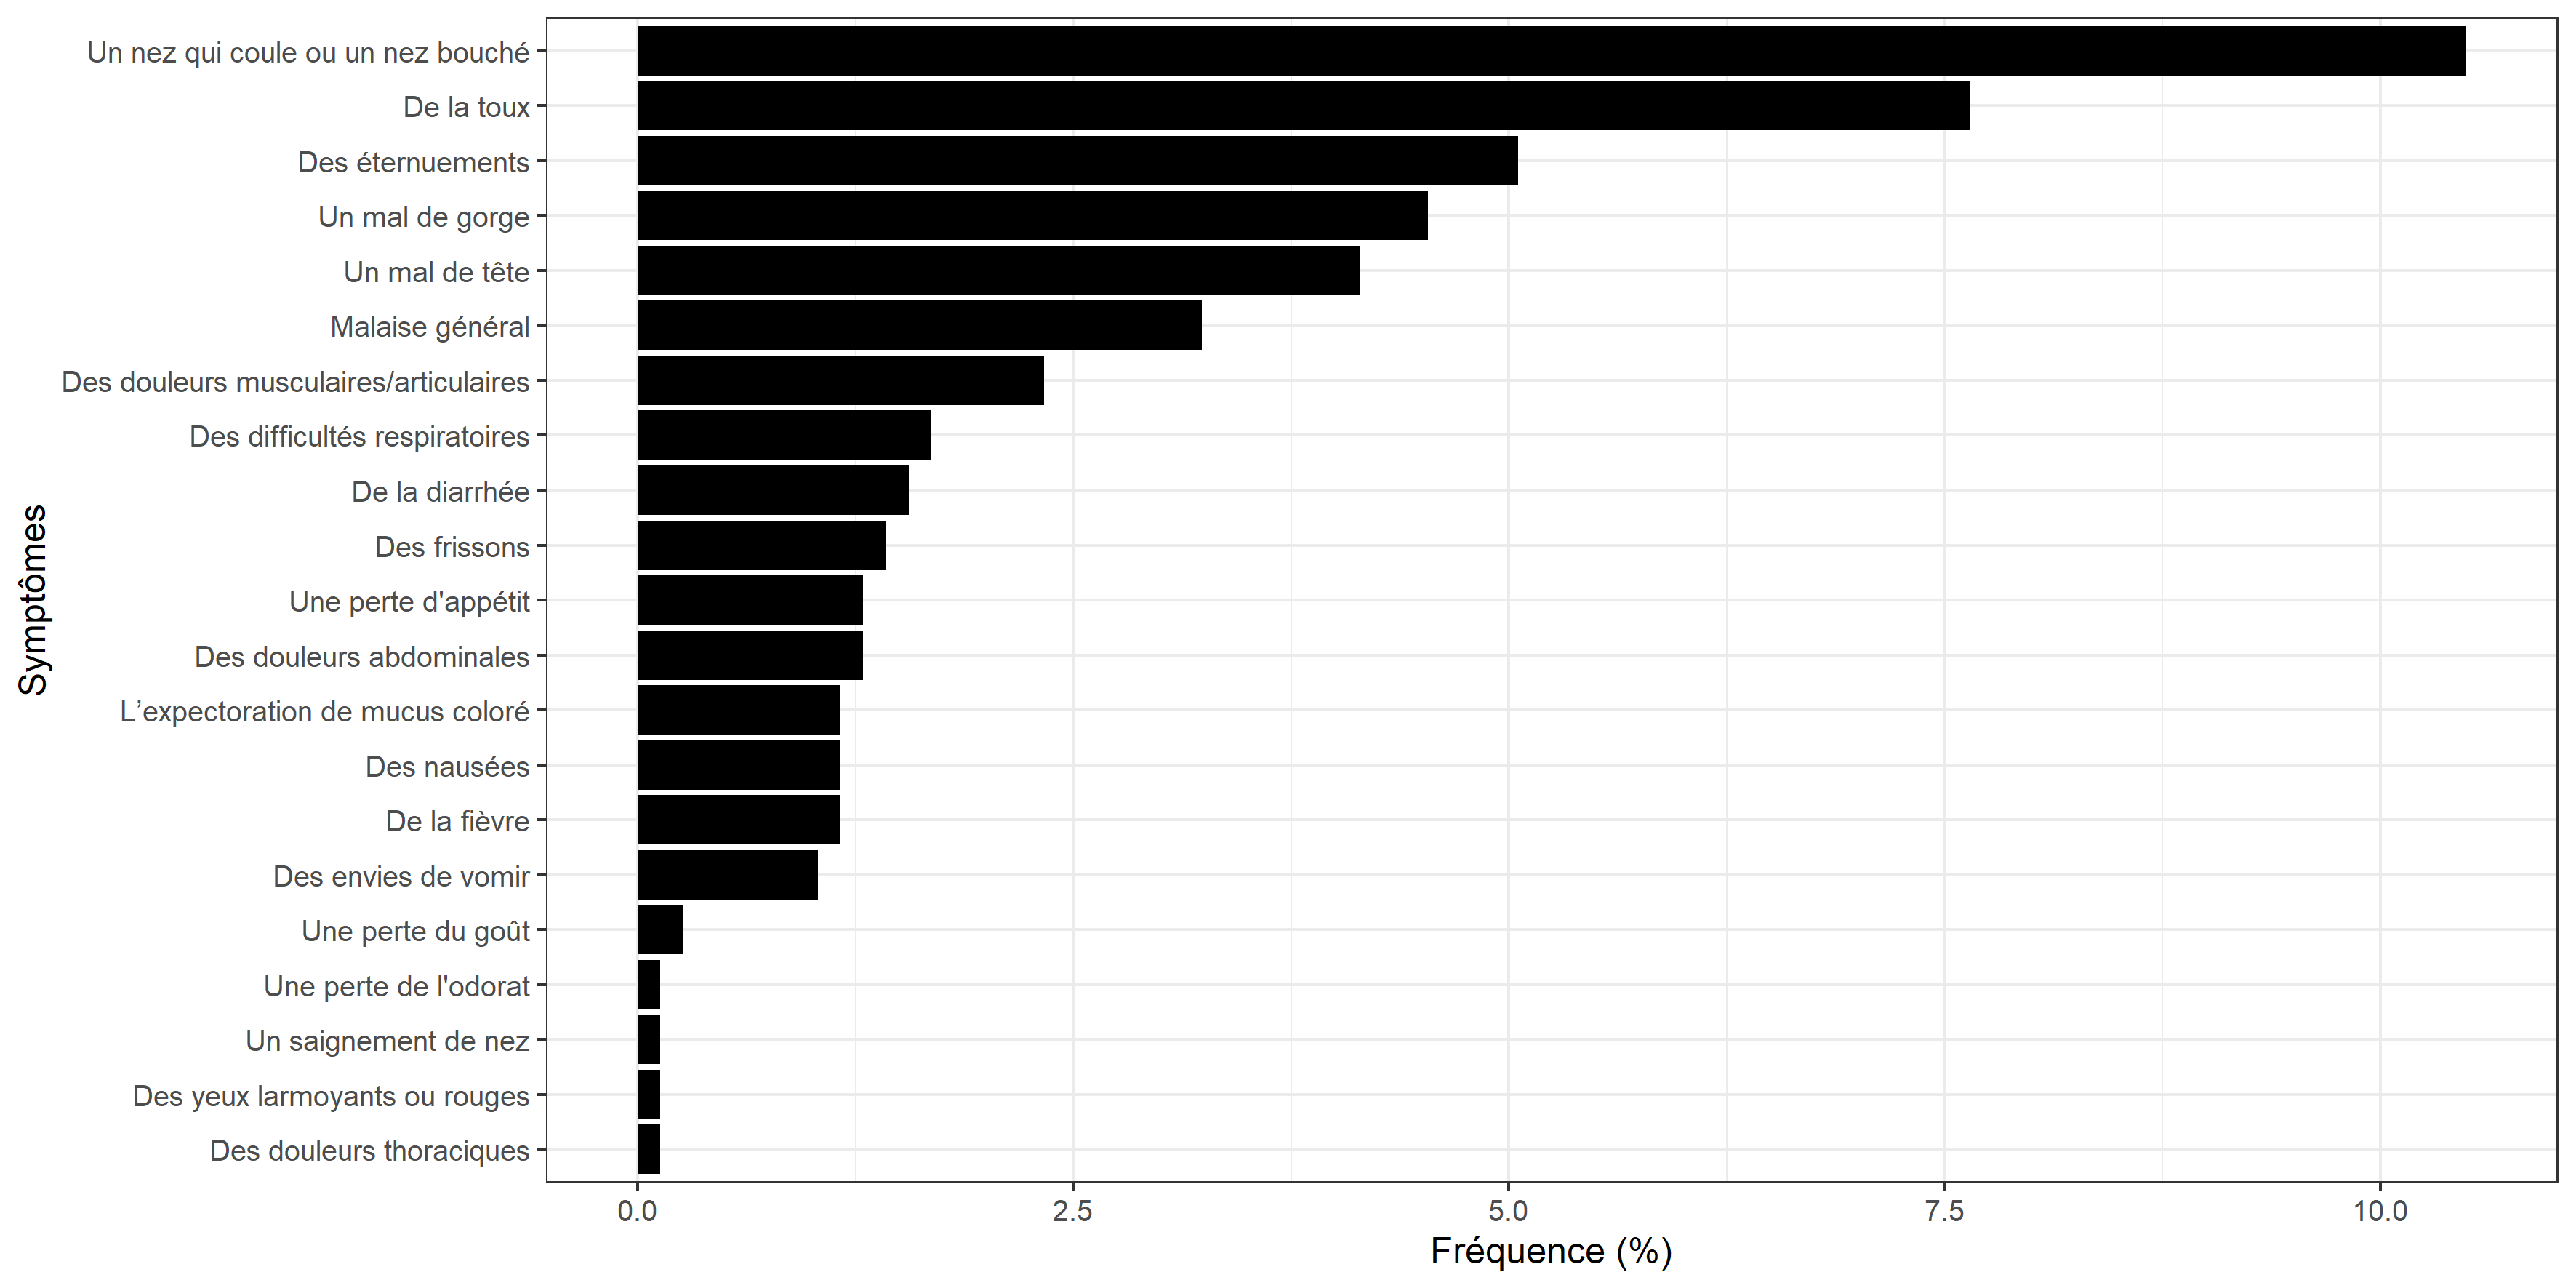 Un nez qui coule ou un nez bouché
De la toux
Des éternuements
Un mal de gorge
Un mal de tête
Malaise général
Des douleurs musculaires/articulaires
Des difficultés respiratoires
De la diarrhée
Des frissons
Une perte d'appétit
Des douleurs abdominales
L’expectoration de mucus coloré
Des nausées
De la fièvre
Des envies de vomir
Une perte du goût
Une perte de l'odorat
Un saignement de nez
Des yeux larmoyants ou rouges
Des douleurs thoraciques
Symptômes
0.0 2.5 5.0 7.5 10.0
Fréquence (%)